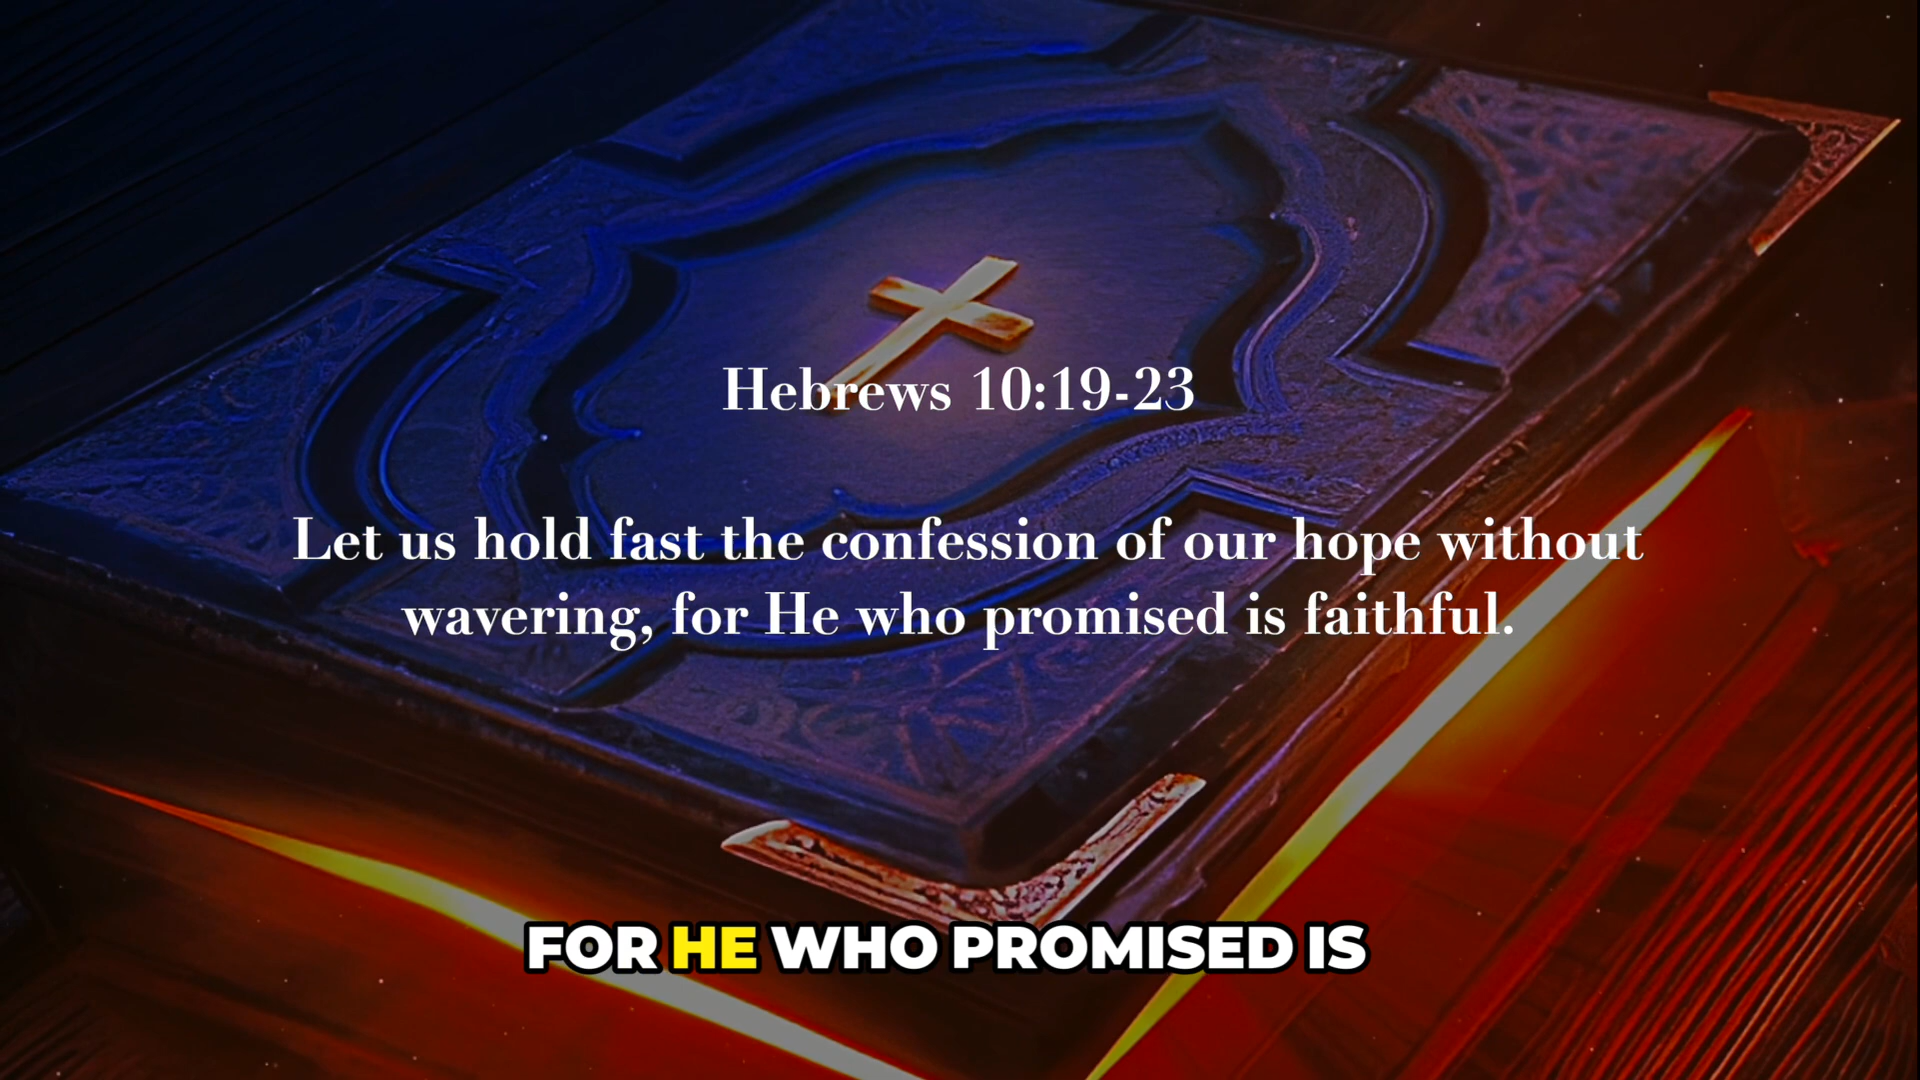 Hebrews 10:19-23
Let us hold fast the confession of our hope without
wavering, for He who promised is faithful.
FOR HE WHO PROMISED IS